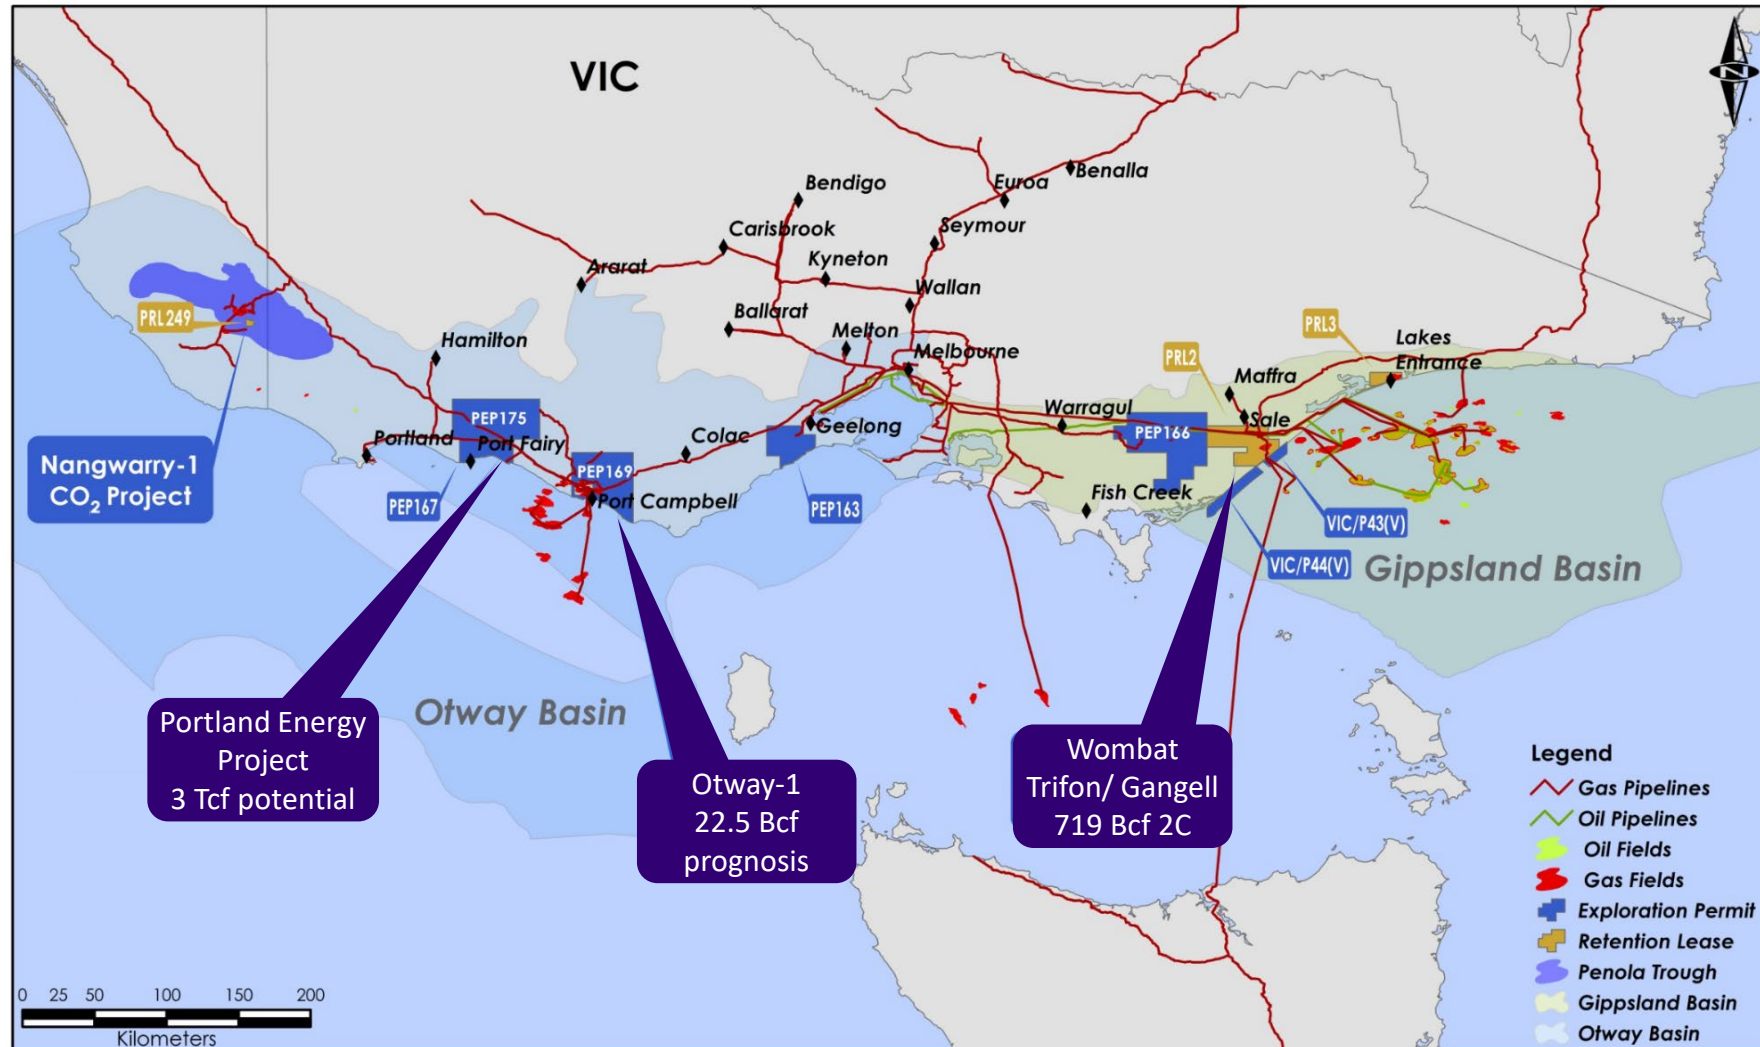 VIC
N
Bendigo
Benalla
Euroa
Carisbrook
Seymour
Kyneton
Ararat
Wallan
Ballarat
Melton
PRL249
Hamilton
Melbourne
PRL3
Lakes
Entrance
PRL2
Maffra
Nangwarry-1
CO₂ Project
PEP175
Portland
Port Fairy
Colac
Geelong
Warragul
PEP166
Sale
PEP169
Port Campbell
PEP167
PEP163
Fish Creek
VIC/P43(V)
VIC/P44(V)
Gippsland Basin
Otway Basin
Portland Energy
Project
3 Tcf potential
Otway-1
22.5 Bcf
prognosis
Wombat
Trifon/ Gangell
719 Bcf 2C
Legend
Gas Pipelines
Oil Pipelines
Oil Fields
Gas Fields
Exploration Permit
Retention Lease
Penola Trough
Gippsland Basin
Otway Basin
0 25 50 100 150 200
Kilometers